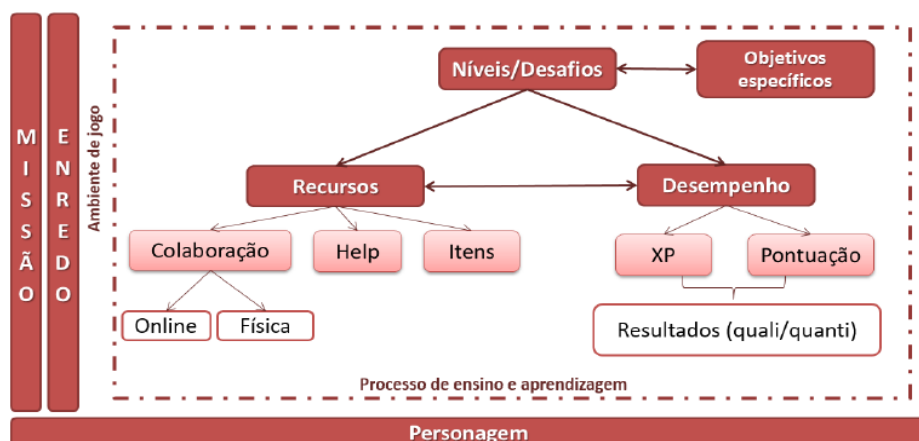 MISSÃO
ENREDO
Ambiente de jogo
Níveis/Desafios
Objetivos
específicos
Recursos
Desempenho
Colaboração
Help
Itens
XP
Pontuação
Online
Física
Resultados (quali/quanti)
Processo de ensino e aprendizagem
Personagem